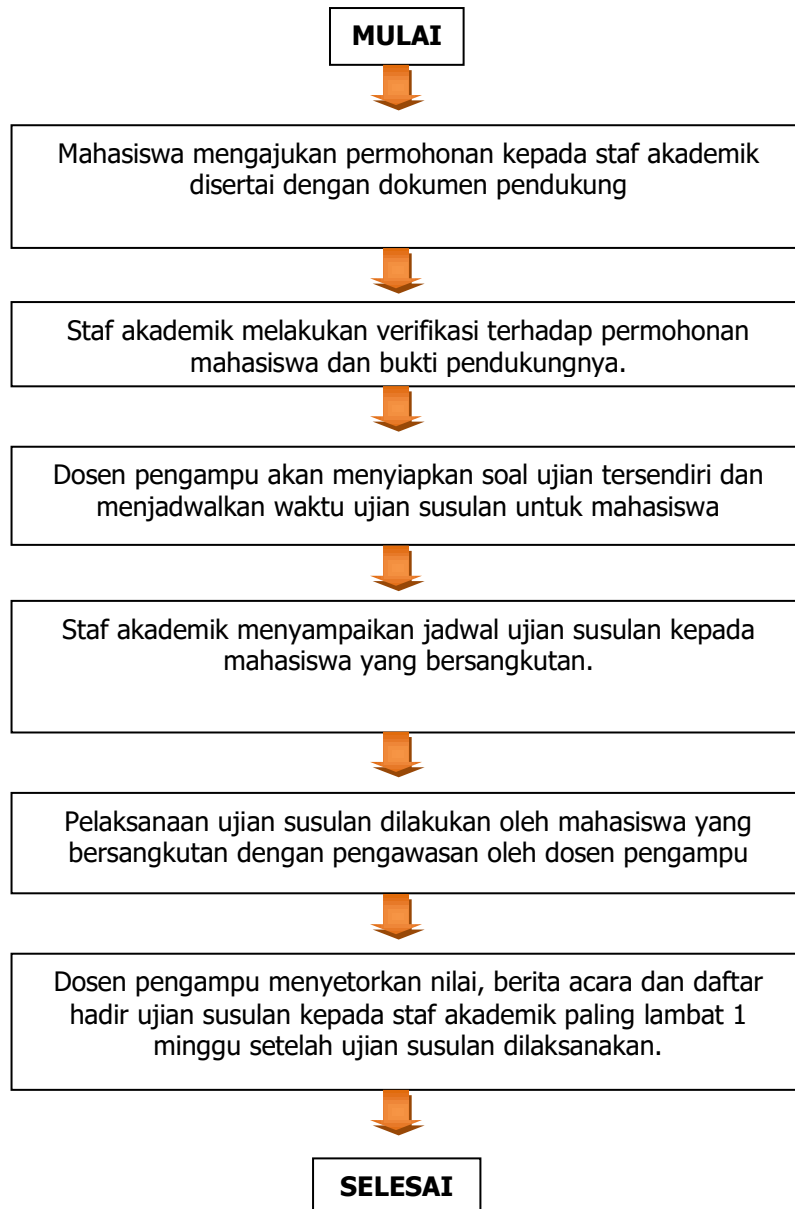 MULAI
Mahasiswa mengajukan permohonan kepada staf akademik
disertai dengan dokumen pendukung
Staf akademik melakukan verifikasi terhadap permohonan
mahasiswa dan bukti pendukungnya.
Dosen pengampu akan menyiapkan soal ujian tersendiri dan
menjadwalkan waktu ujian susulan untuk mahasiswa
Staf akademik menyampaikan jadwal ujian susulan kepada
mahasiswa yang bersangkutan.
Pelaksanaan ujian susulan dilakukan oleh mahasiswa yang
bersangkutan dengan pengawasan oleh dosen pengampu
Dosen pengampu menyetorkan nilai, berita acara dan daftar
hadir ujian susulan kepada staf akademik paling lambat 1
minggu setelah ujian susulan dilaksanakan.
SELESAI